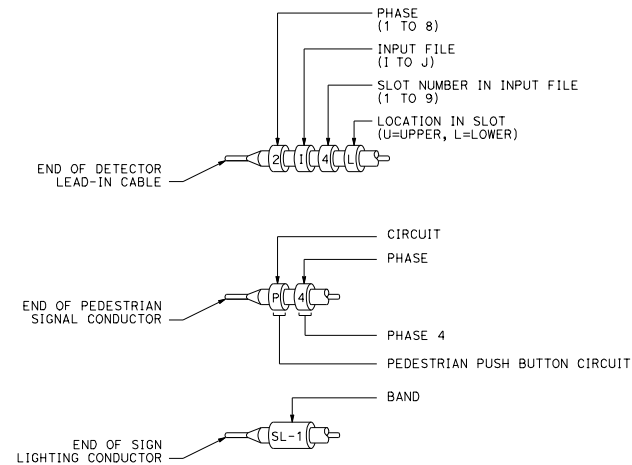 PHASE
(1 TO 8)
INPUT FILE
(I TO J)
SLOT NUMBER IN INPUT FILE
(1 TO 9)
LOCATION IN SLOT
(U=UPPER, L=LOWER)
2 I 4 L
END OF DETECTOR
LEAD-IN CABLE
CIRCUIT
PHASE
P 4
END OF PEDESTRIAN
SIGNAL CONDUCTOR
PHASE 4
PEDESTRIAN PUSH BUTTON CIRCUIT
BAND
SL-1
END OF SIGN
LIGHTING CONDUCTOR